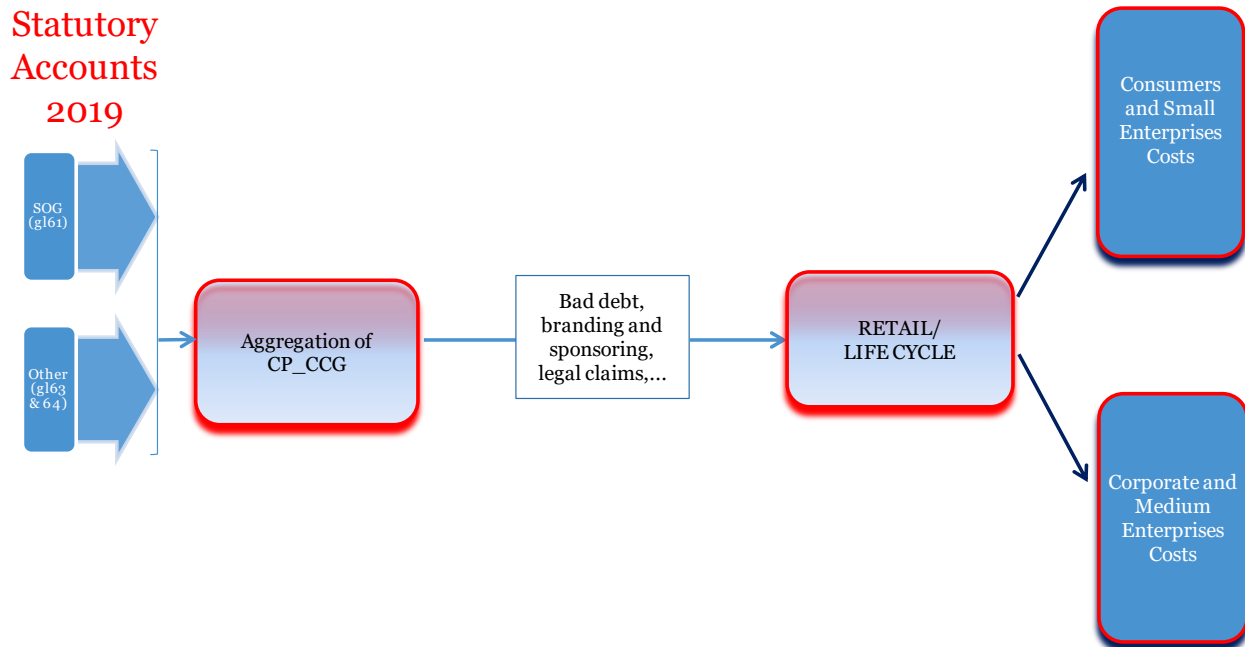 Statutory
Accounts
2019
SOG
(gl61)
Other
(gl63
& 64)
Aggregation of
CP_CCG
Bad debt,
branding and
sponsoring,
legal claims,...
RETAIL/
LIFE CYCLE
Consumers
and Small
Enterprises
Costs
Corporate and
Medium
Enterprises
Costs